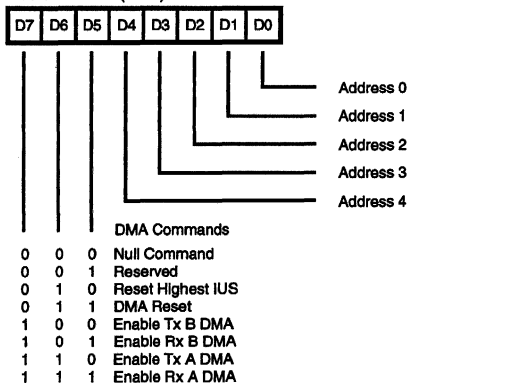 D7 D6 D5 D4 D3 D2 D1 D0
Address 0
Address 1
Address 2
Address 3
Address 4
DMA Commands
0 0 0 Null Command
0 0 1 Reserved
0 1 0 Reset Highest IUS
0 1 1 DMA Reset
1 0 0 Enable Tx B DMA
1 0 1 Enable Rx B DMA
1 1 0 Enable Tx A DMA
1 1 1 Enable Rx A DMA